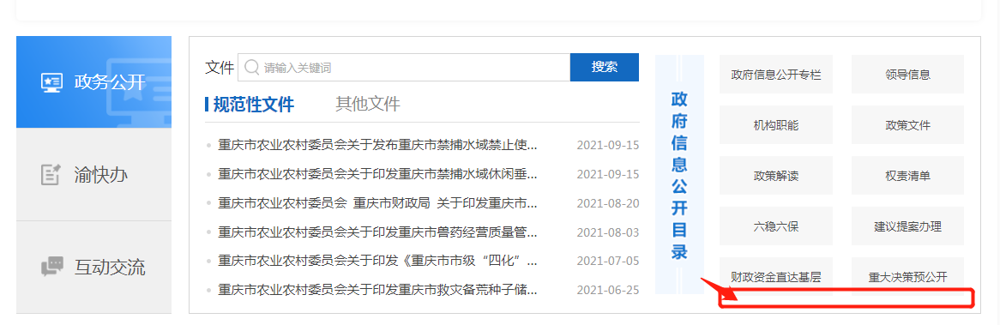 政务公开
渝快办
互动交流
文件
请输入关键词
搜索
规范性文件
其他文件
重庆市农业农村委员会关于发布重庆市禁捕水域禁止使... 2021-09-15
重庆市农业农村委员会关于印发重庆市禁捕水域休闲垂... 2021-09-15
重庆市农业农村委员会 重庆市财政局 关于印发重庆市... 2021-08-20
重庆市农业农村委员会关于印发重庆市兽药经营质量管... 2021-08-03
重庆市农业农村委员会关于印发《重庆市市级“四化”... 2021-07-05
重庆市农业农村委员会关于印发重庆市救灾备荒种子储... 2021-06-25
政府信息公开目录
政府信息公开专栏
领导信息
机构职能
政策文件
政策解读
权责清单
六稳六保
建议提案办理
财政资金直达基层
重大决策预公开